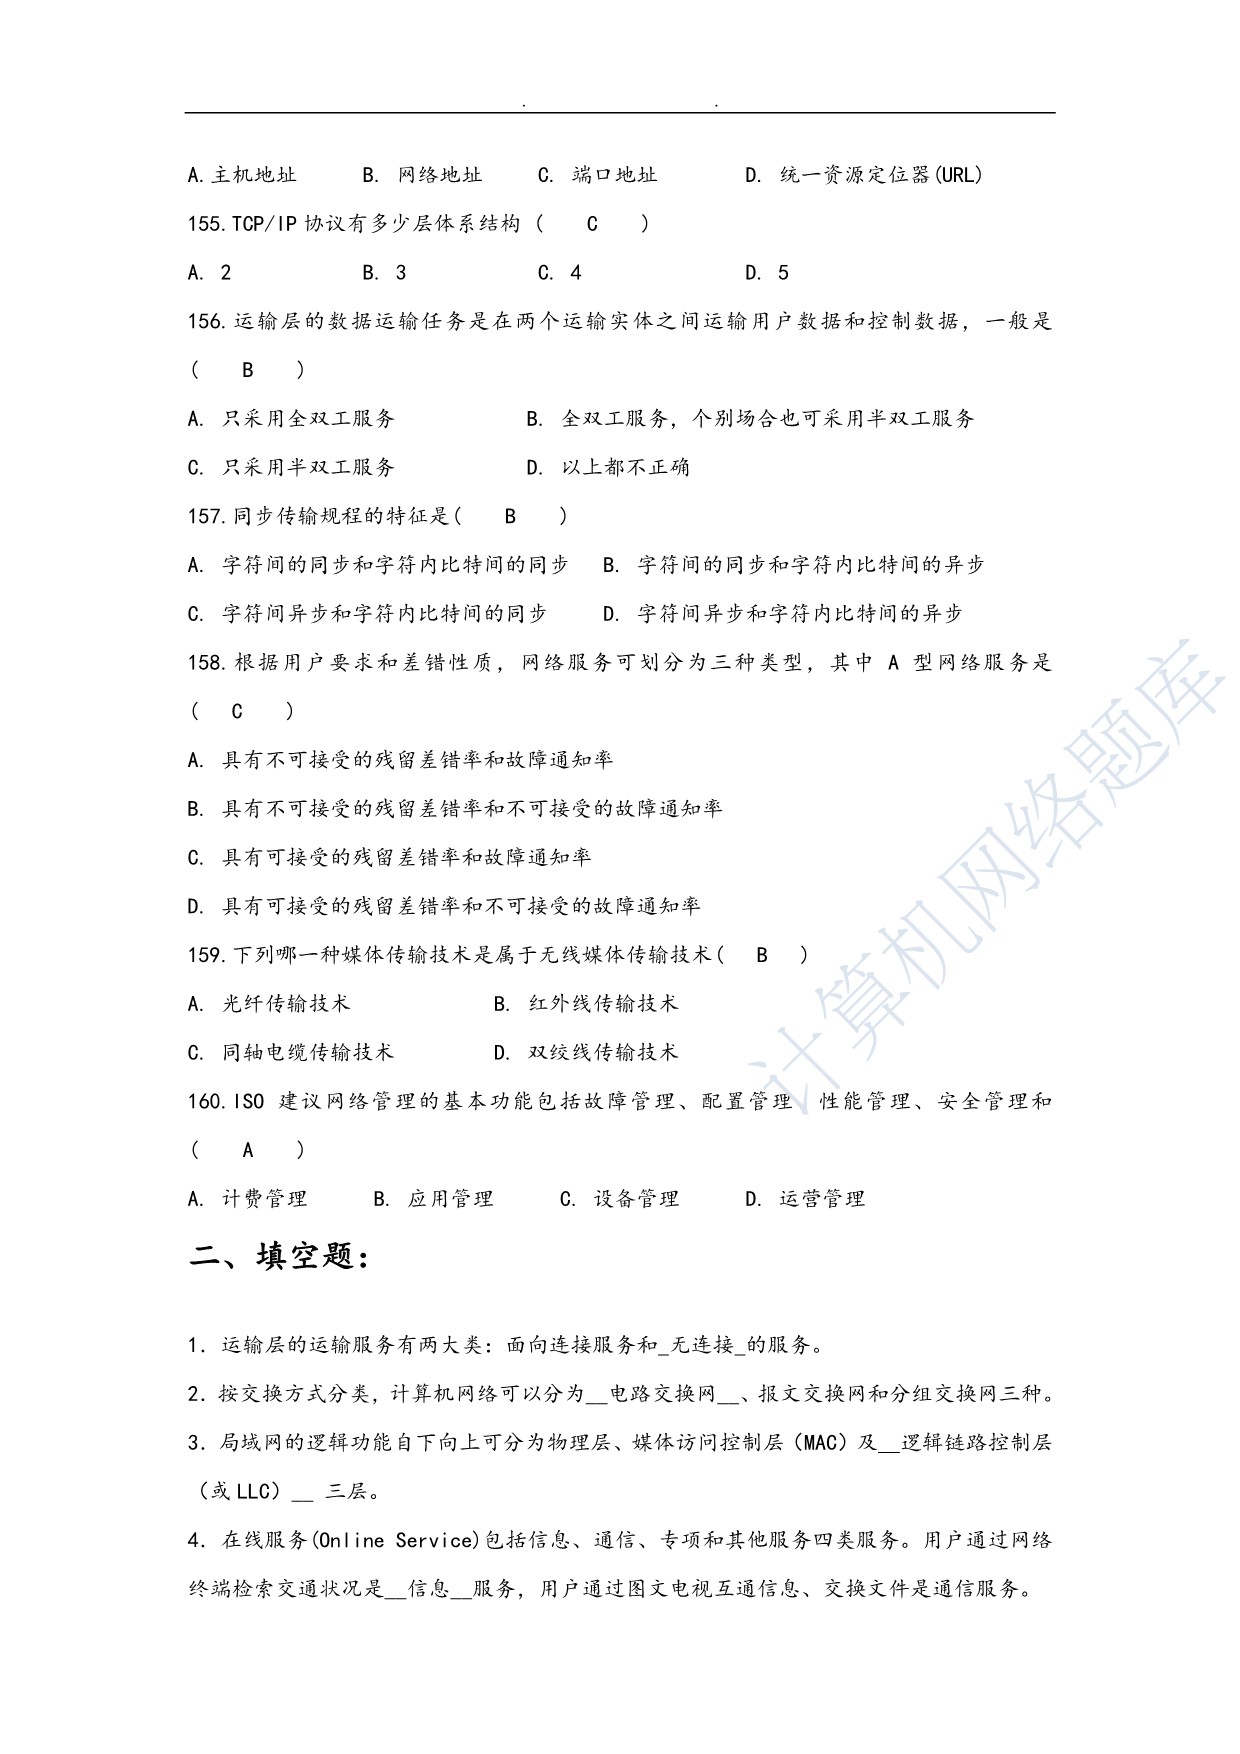 A.主机地址 B. 网络地址 C. 端口地址 D. 统一资源定位器(URL)
155.TCP/IP 协议有多少层体系结构 ( C )
A. 2 B. 3 C. 4 D. 5
156.运输层的数据运输任务是在两个运输实体之间运输用户数据和控制数据，一般是
( B )
A. 只采用全双工服务 B. 全双工服务，个别场合也可采用半双工服务
C. 只采用半双工服务 D. 以上都不正确
157.同步传输规程的特征是( B )
A. 字符间的同步和字符内比特间的同步 B. 字符间的同步和字符内比特间的异步
C. 字符间异步和字符内比特间的同步 D. 字符间异步和字符内比特间的异步
158.根据用户要求和差错性质，网络服务可划分为三种类型，其中 A 型网络服务是
( C )
A. 具有不可接受的残留差错率和故障通知率
B. 具有不可接受的残留差错率和不可接受的故障通知率
C. 具有可接受的残留差错率和故障通知率
D. 具有可接受的残留差错率和不可接受的故障通知率
159.下列哪一种媒体传输技术是属于无线媒体传输技术( B )
A. 光纤传输技术 B. 红外线传输技术
C. 同轴电缆传输技术 D. 双绞线传输技术
160.ISO 建议网络管理的基本功能包括故障管理、配置管理、性能管理、安全管理和
( A )
A. 计费管理 B. 应用管理 C. 设备管理 D. 运营管理
二、填空题：
1．运输层的运输服务有两大类：面向连接服务和_无连接_的服务。
2．按交换方式分类，计算机网络可以分为__电路交换网__、报文交换网和分组交换网三种。
3．局域网的逻辑功能自下向上可分为物理层、媒体访问控制层（MAC）及__逻辑链路控制层
（或 LLC）__ 三层。
4．在线服务(Online Service)包括信息、通信、专项和其他服务四类服务。用户通过网络
终端检索交通状况是__信息__服务，用户通过图文电视互通信息、交换文件是通信服务。
计算机网络题库